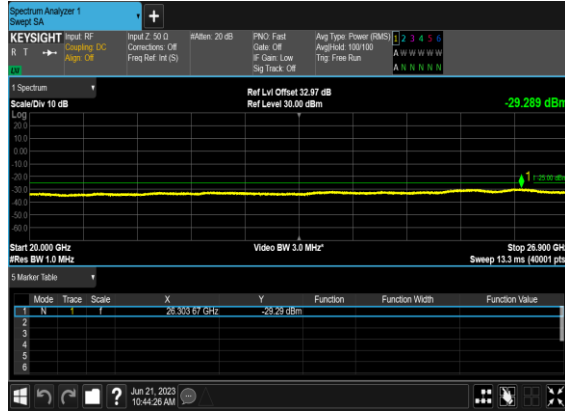 Spectrum Analyzer 1
Swept SA
KEYSIGHT Input: RF Input Z: 50 Ω #Atten: 20 dB PNO: Fast Avg Type: Power (RMS) 1 2 3 4 5 6
R T Coupling: DC Corrections: Off Gate: Off Avg|Hold: 100/100 A W W W W W
Align: Off Freq Ref: Int (S) IF Gain: Low Trig: Free Run
Sig Track: Off A N N N N N
1 Spectrum Ref Lvl Offset 32.97 dB
Scale/Div 10 dB Ref Level 30.00 dBm -29.289 dBm
Log
20.0
10.0
0.00
-10.0
-20.0
-30.0
-40.0
-50.0
-60.0
1
-25.00 dBm
Start 20.000 GHz Video BW 3.0 MHz* Stop 26.900 GHz
#Res BW 1.0 MHz Sweep 13.3 ms (40001 pts)
5 Marker Table
Mode Trace Scale X Y Function Function Width Function Value
1 N 1 f 26.303 67 GHz -29.29 dBm
2
3
4
5
6
Jun 21, 2023
10:44:26 AM